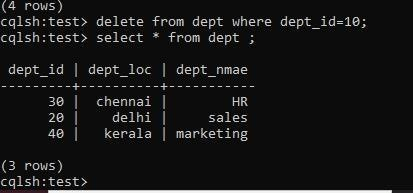 (4 rows)
cqlsh:test> delete from dept where dept_id=10;
cqlsh:test> select * from dept ;

 dept_id | dept_loc | dept_nmae
---------+----------+-----------
      30 |  chennai |        HR
      20 |    delhi |     sales
      40 |   kerala | marketing

(3 rows)
cqlsh:test>